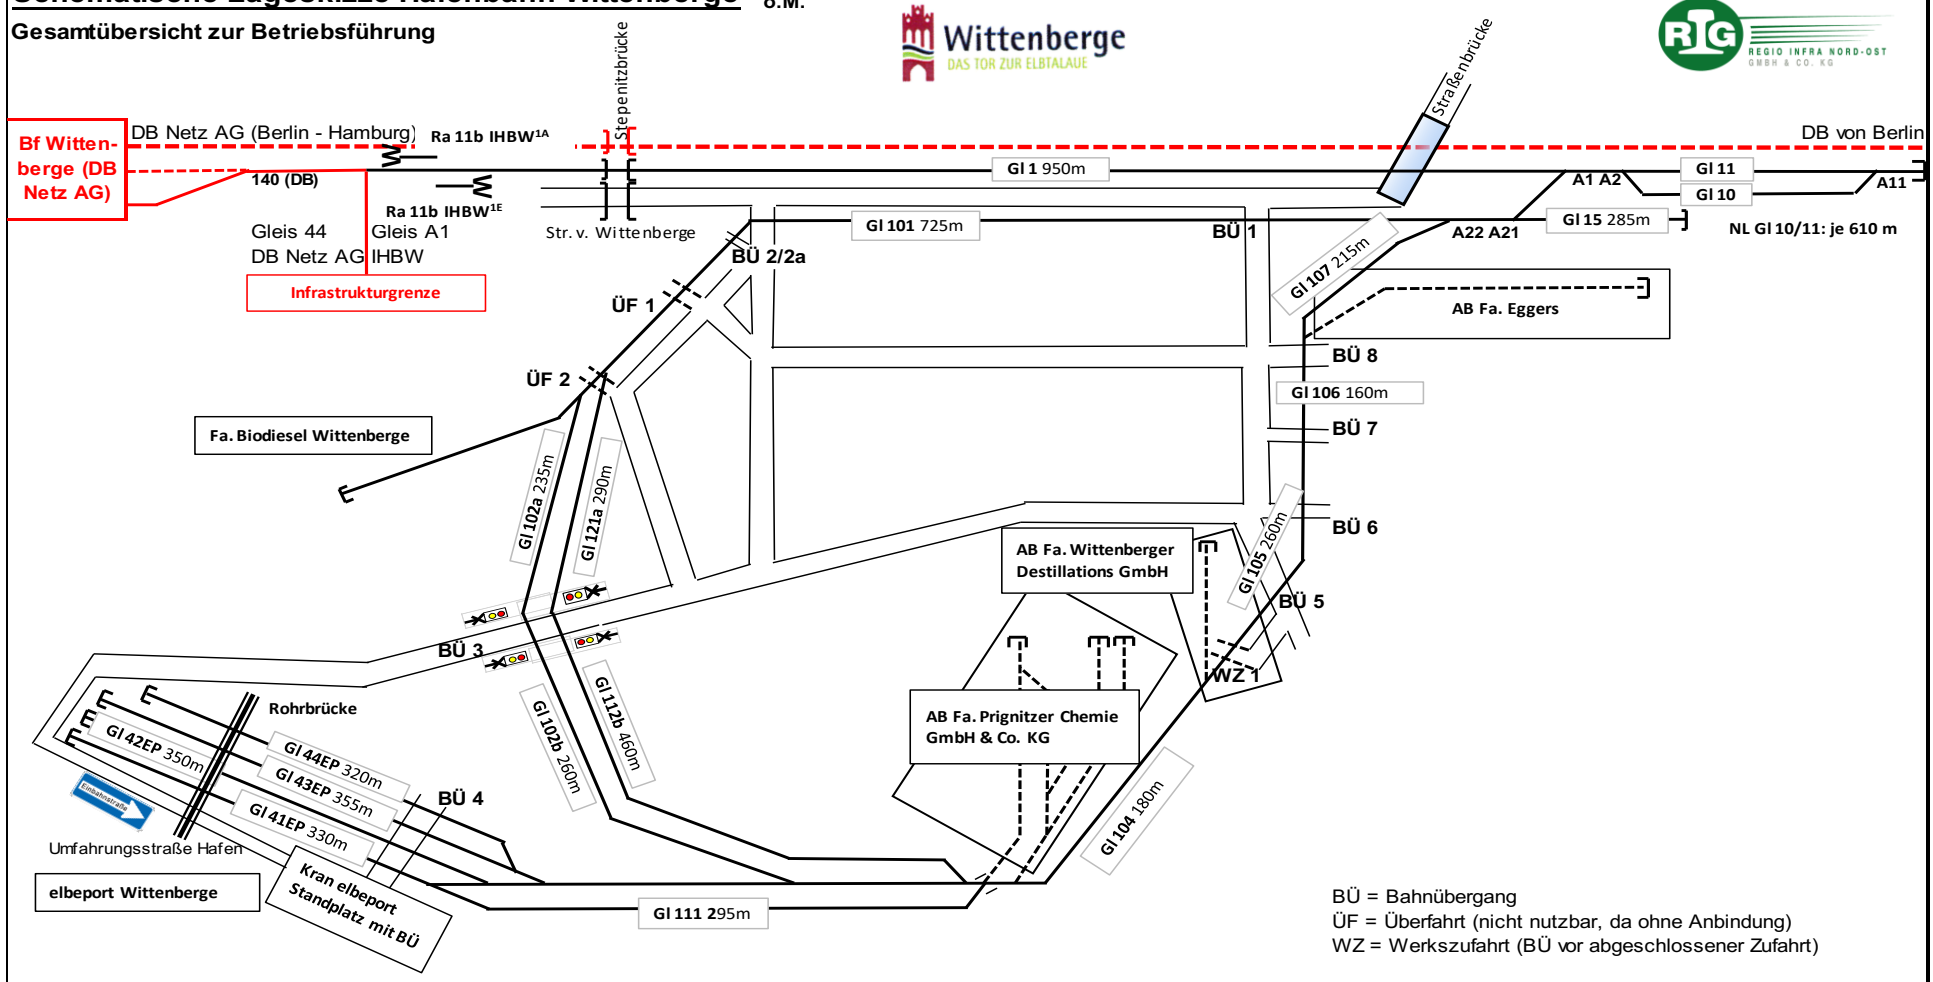 Schematische Lageskizze Hafenbahn Wittenberge o.M.
Gesamtübersicht zur Betriebsführung
Wittenberge
DAS TOR ZUR ELBTALAUE
RIG
REGIO INFRA NORD-OST
GMBH & CO. KG
Stepenitzbrücke
Straßenbrücke
Bf Witten-
berge (DB
Netz AG)
DB Netz AG (Berlin - Hamburg)
Ra 11b IHBW1A
DB von Berlin
140 (DB)
Gl 1 950m
A1 A2
Gl 11
Gl 10
A11
Ra 11b IHBW1E
Gleis 44
DB Netz AG
Gleis A1
IHBW
Str. v. Wittenberge
Gl 101 725m
BÜ 1
A22 A21
Gl 15 285m
NL Gl 10/11: je 610 m
BÜ 2/2a
Infrastrukturgrenze
Gl 107 215m
ÜF 1
AB Fa. Eggers
BÜ 8
ÜF 2
Gl 106 160m
Fa. Biodiesel Wittenberge
BÜ 7
Gl 102a 235m
Gl 121a 290m
BÜ 6
Gl 105 260m
AB Fa. Wittenberger
Destillations GmbH
BÜ 5
BÜ 3
WZ 1
Rohrbrücke
Gl 102b 260m
Gl 112b 460m
AB Fa. Prignitzer Chemie
GmbH & Co. KG
Gl 42EP 350m
Gl 44EP 320m
Gl 43EP 355m
Gl 41EP 330m
BÜ 4
Einbahnstraße
Gl 104 180m
Umfahrungsstraße Hafen
elbeport Wittenberge
Kran elbeport
Standplatz mit BÜ
Gl 111 295m
BÜ = Bahnübergang
ÜF = Überfahrt (nicht nutzbar, da ohne Anbindung)
WZ = Werkszufahrt (BÜ vor abgeschlossener Zufahrt)